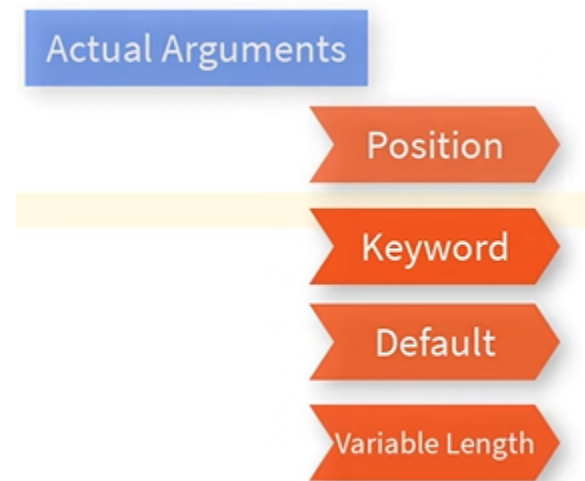 Actual Arguments
Position
Keyword
Default
Variable Length